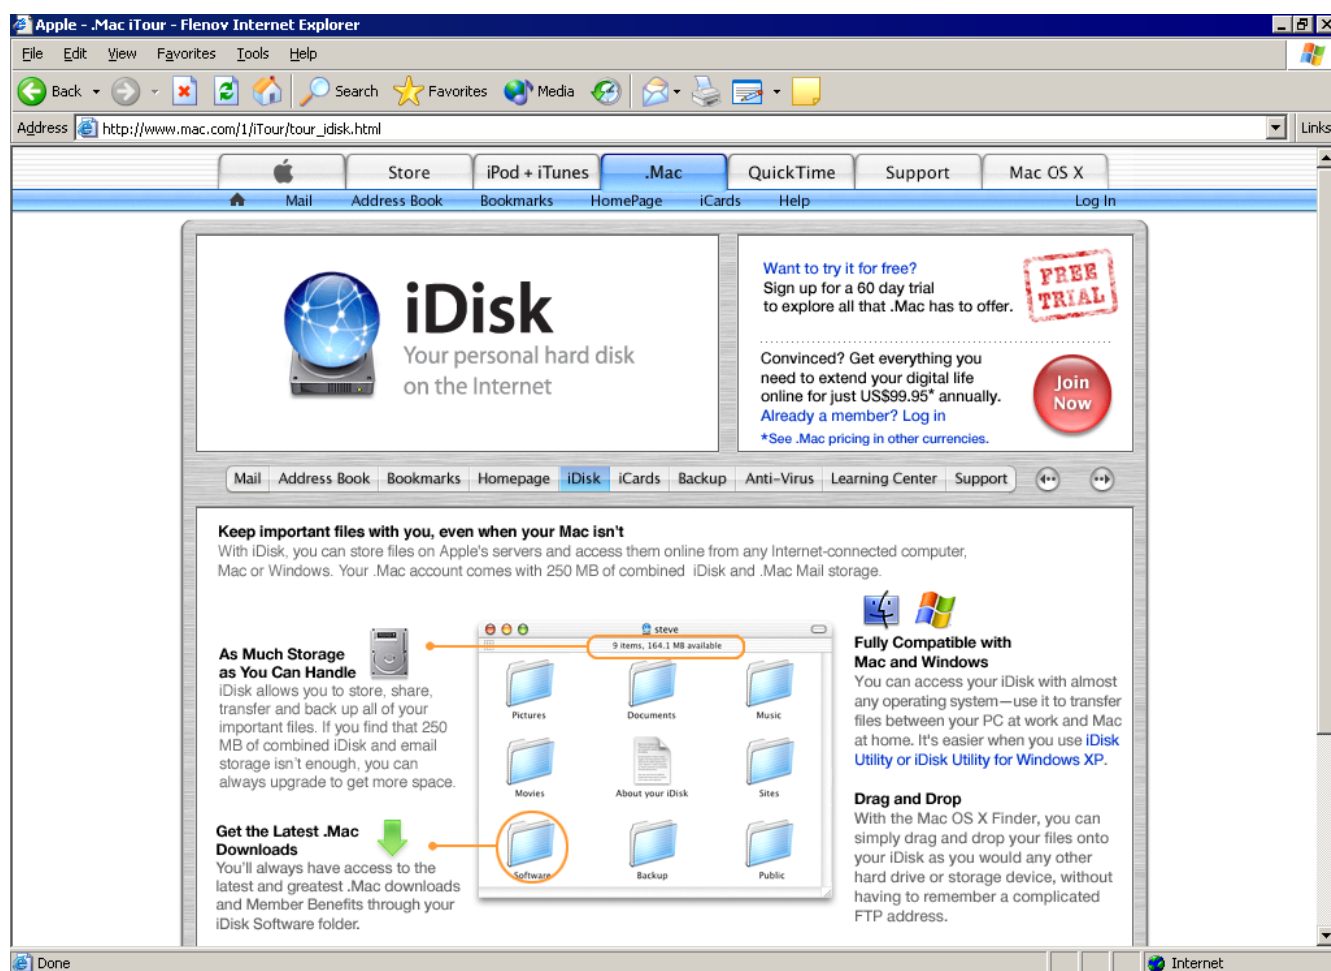 Apple - .Mac iTour - Flenov Internet Explorer
File Edit View Favorites Tools Help
Back Search Favorites Media
Address http://www.mac.com/1/iTour/tour_idisk.html Links
Store iPod + iTunes .Mac QuickTime Support Mac OS X
Mail Address Book Bookmarks HomePage iCards Help Log In
iDisk
Your personal hard disk
on the Internet
Want to try it for free?
Sign up for a 60 day trial
to explore all that .Mac has to offer.
FREE
TRIAL
Convinced? Get everything you
need to extend your digital life
online for just US$99.95* annually.
Already a member? Log in
*See .Mac pricing in other currencies.
Join
Now
Mail Address Book Bookmarks Homepage iDisk iCards Backup Anti-Virus Learning Center Support
Keep important files with you, even when your Mac isn't
With iDisk, you can store files on Apple's servers and access them online from any Internet-connected computer,
Mac or Windows. Your .Mac account comes with 250 MB of combined iDisk and .Mac Mail storage.
As Much Storage
as You Can Handle
iDisk allows you to store, share,
transfer and back up all of your
important files. If you find that 250
MB of combined iDisk and email
storage isn't enough, you can
always upgrade to get more space.
Get the Latest .Mac
Downloads
You'll always have access to the
latest and greatest .Mac downloads
and Member Benefits through your
iDisk Software folder.
steve
9 items, 164.1 MB available
Pictures Documents Music
Movies About your iDisk Sites
Software Backup Public
Fully Compatible with
Mac and Windows
You can access your iDisk with almost
any operating system—use it to transfer
files between your PC at work and Mac
at home. It's easier when you use iDisk
Utility or iDisk Utility for Windows XP.
Drag and Drop
With the Mac OS X Finder, you can
simply drag and drop your files onto
your iDisk as you would any other
hard drive or storage device, without
having to remember a complicated
FTP address.
Done Internet